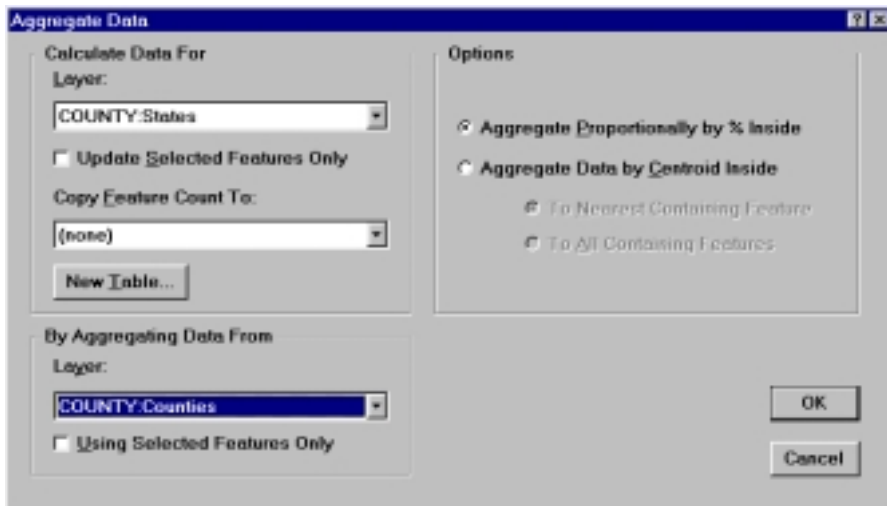 Aggregate Data
Calculate Data For
Layer:
COUNTY:States
Update Selected Features Only
Copy Feature Count To:
(none)
New Table...
By Aggregating Data From
Layer:
COUNTY:Counties
Using Selected Features Only
Options
Aggregate Proportionally by % Inside
Aggregate Data by Centroid Inside
To Nearest Containing Feature
To All Containing Features
OK
Cancel